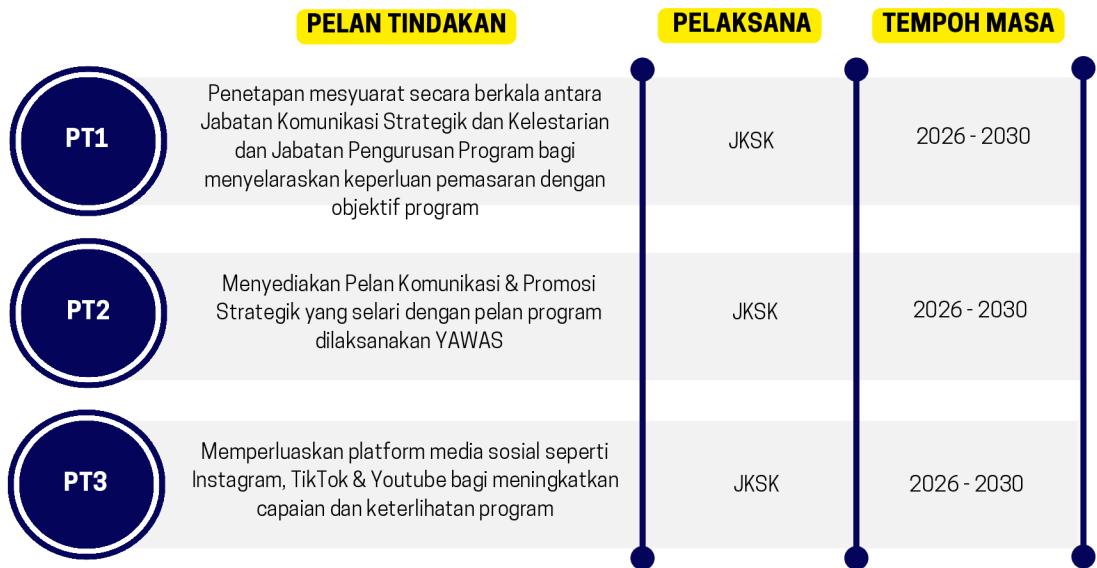 PELAN TINDAKAN
PELAKSANA
TEMPOH MASA
PT1
Penetapan mesyuarat secara berkala antara
Jabatan Komunikasi Strategik dan Kelestarian
dan Jabatan Pengurusan Program bagi
menyelaraskan keperluan pemasaran dengan
objektif program
JKSK
2026 - 2030
PT2
Menyediakan Pelan Komunikasi & Promosi
Strategik yang selari dengan pelan program
dilaksanakan YAWAS
JKSK
2026 - 2030
PT3
Memperluaskan platform media sosial seperti
Instagram, TikTok & Youtube bagi meningkatkan
capaian dan keterlihatan program
JKSK
2026 - 2030